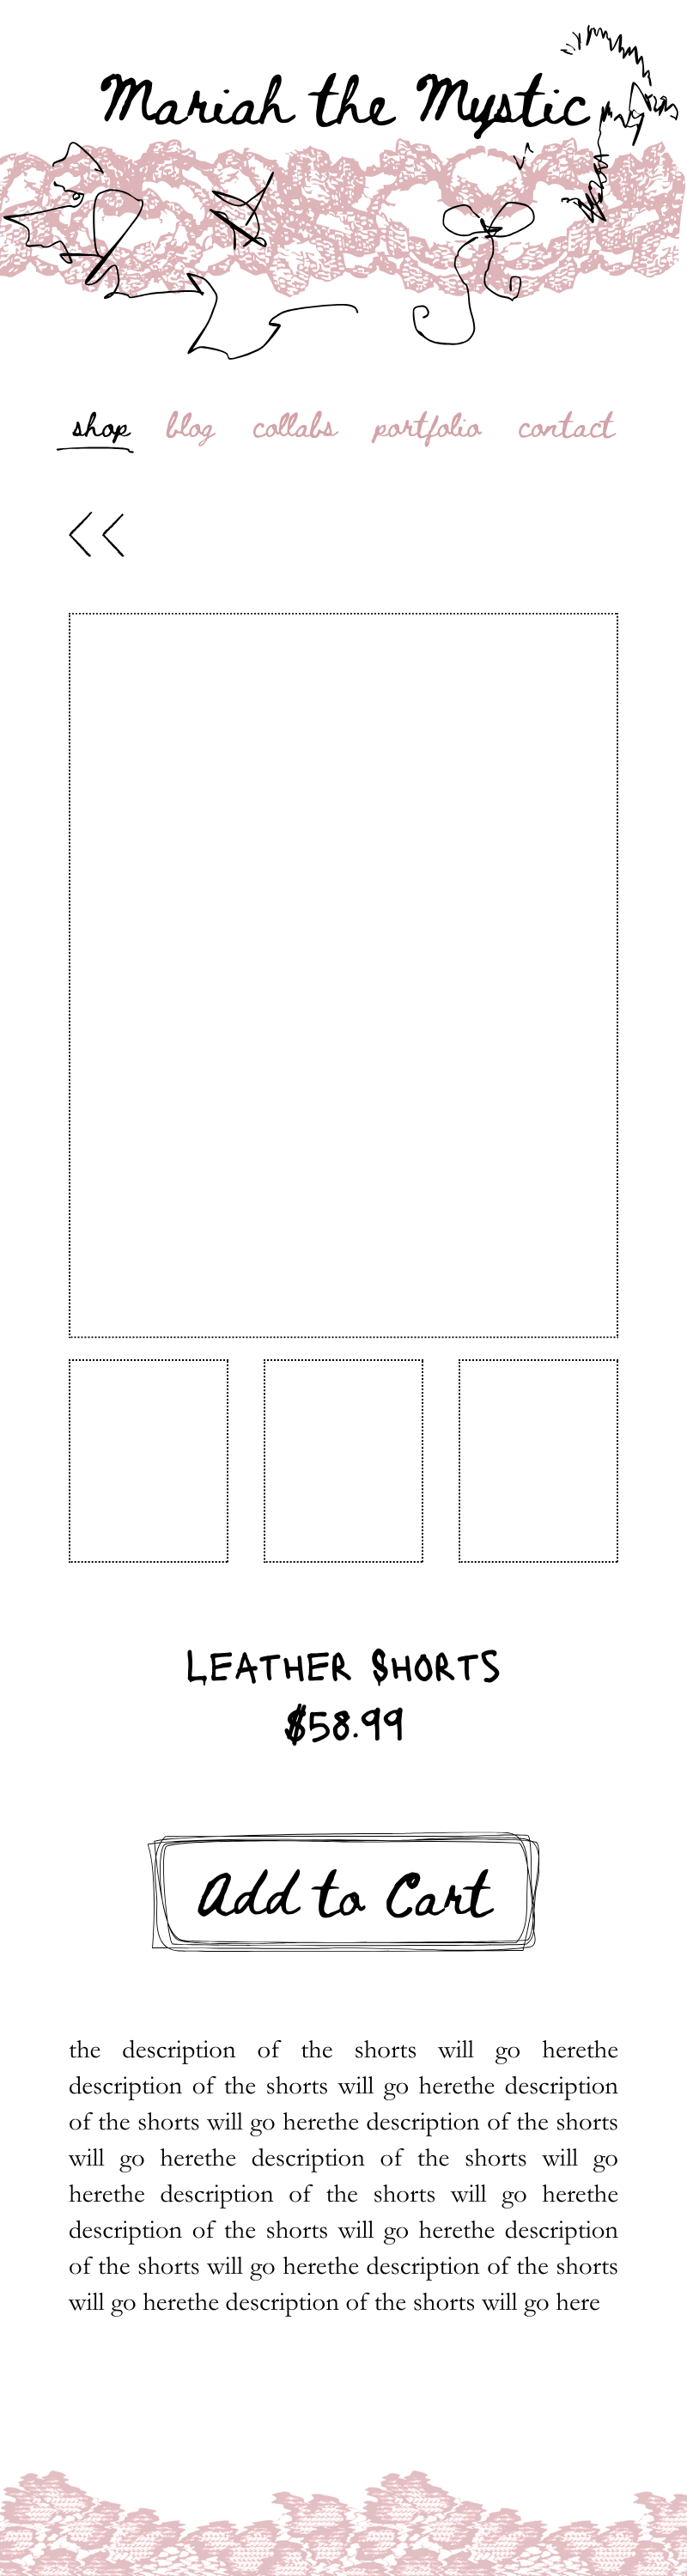 Mariah the Mystic
shop blog collabs portfolio contact
<<
LEATHER $HORTS
$58.99
Add to Cart
the description of the shorts will go herethe
description of the shorts will go herethe description
of the shorts will go herethe description of the shorts
will go herethe description of the shorts will go
herethe description of the shorts will go herethe
description of the shorts will go herethe description
of the shorts will go herethe description of the shorts
will go herethe description of the shorts will go here